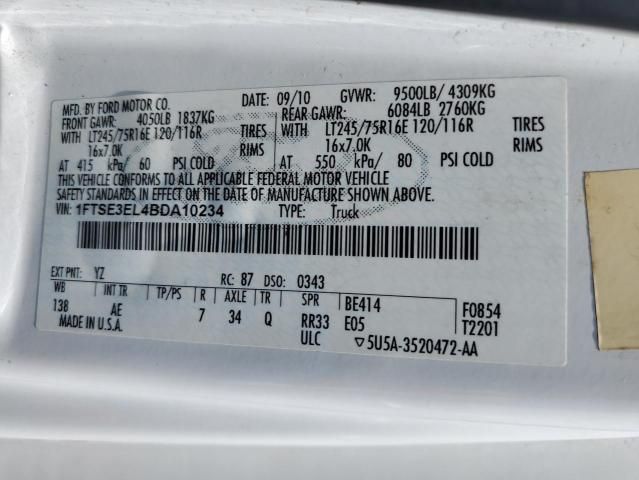 MFD. BY FORD MOTOR CO. DATE: 09/10 GVWR: 9500LB/ 4309KG
FRONT GAWR: 4050LB 1837KG REAR GAWR: 6084LB 2760KG
WITH LT245/75R16E 120/116R TIRES WITH LT245/75R16E 120/116R TIRES
16x7.0K RIMS 16x7.0K RIMS
AT 415 kPa/ 60 PSI COLD AT 550 kPa/ 80 PSI COLD
THIS VEHICLE CONFORMS TO ALL APPLICABLE FEDERAL MOTOR VEHICLE
SAFETY STANDARDS IN EFFECT ON THE DATE OF MANUFACTURE SHOWN ABOVE.
VIN: 1FTSE3EL4BDA10234 TYPE: Truck
EXT PNT: YZ RC: 87 DSO: 0343
WB INT TR TP/PS R AXLE TR SPR BE414 F0854
138 AE 7 34 Q RR33 E05 T2201
MADE IN U.S.A. ULC ▽5U5A-3520472-AA